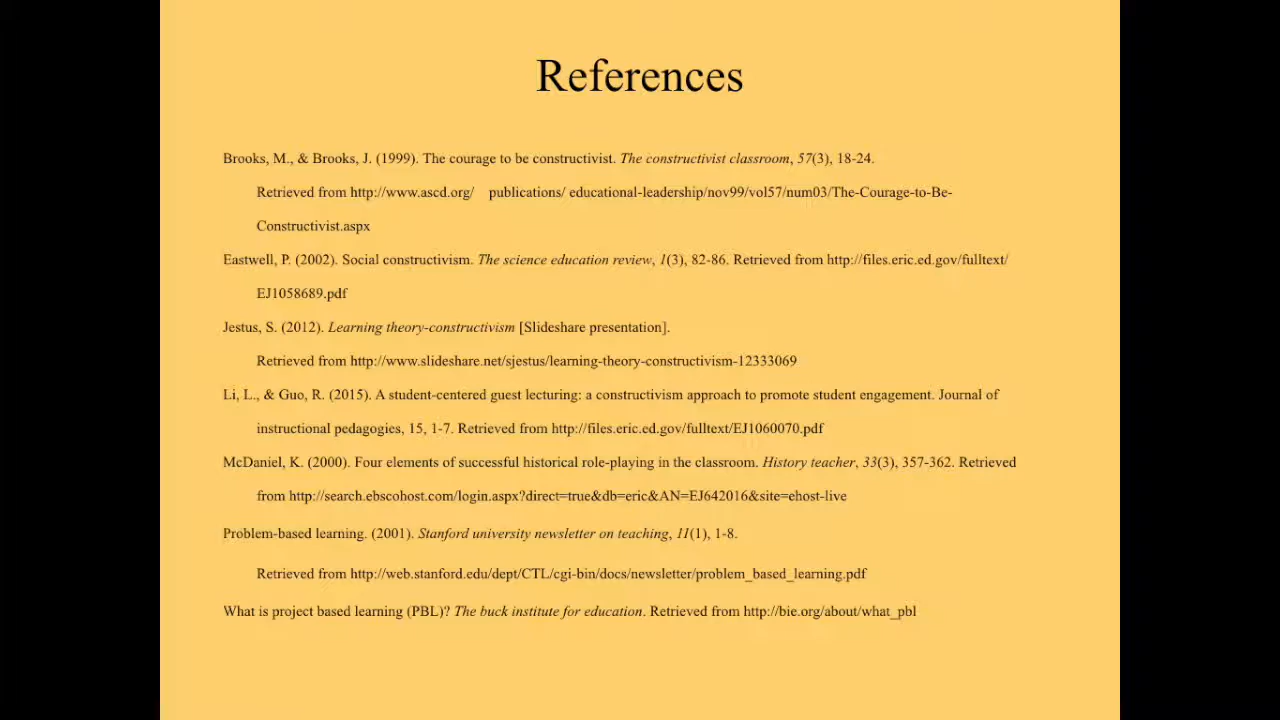 References
Brooks, M., & Brooks, J. (1999). The courage to be constructivist. The constructivist classroom, 57(3), 18-24.
Retrieved from http://www.ascd.org/ publications/ educational-leadership/nov99/vol57/num03/The-Courage-to-Be-
Constructivist.aspx
Eastwell, P. (2002). Social constructivism. The science education review, 1(3), 82-86. Retrieved from http://files.eric.ed.gov/fulltext/
EJ1058689.pdf
Jestus, S. (2012). Learning theory-constructivism [Slideshare presentation].
Retrieved from http://www.slideshare.net/sjestus/learning-theory-constructivism-12333069
Li, L., & Guo, R. (2015). A student-centered guest lecturing: a constructivism approach to promote student engagement. Journal of
instructional pedagogies, 15, 1-7. Retrieved from http://files.eric.ed.gov/fulltext/EJ1060070.pdf
McDaniel, K. (2000). Four elements of successful historical role-playing in the classroom. History teacher, 33(3), 357-362. Retrieved
from http://search.ebscohost.com/login.aspx?direct=true&db=eric&AN=EJ642016&site=ehost-live
Problem-based learning. (2001). Stanford university newsletter on teaching, 11(1), 1-8.
Retrieved from http://web.stanford.edu/dept/CTL/cgi-bin/docs/newsletter/problem_based_learning.pdf
What is project based learning (PBL)? The buck institute for education. Retrieved from http://bie.org/about/what_pbl